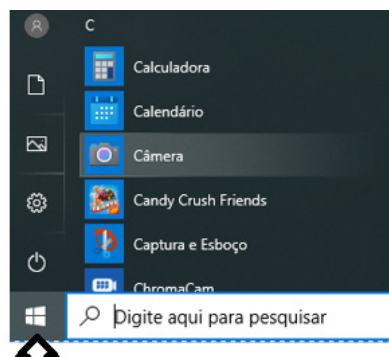 C
Calculadora
Calendário
Câmera
Candy Crush Friends
Captura e Esboço
ChromaCam
Digite aqui para pesquisar